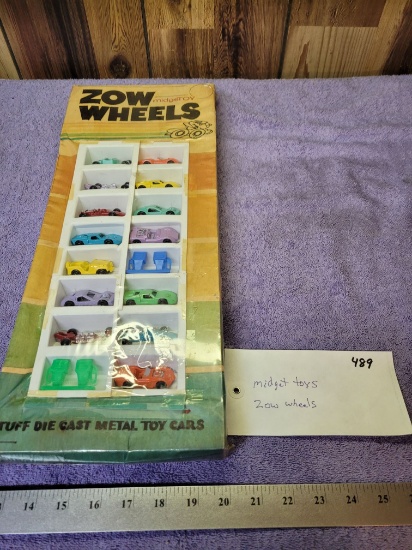 ZOW
midgeTOY
WHEELS
TUFF DIE CAST METAL TOY CARS
489
midget toys
Zow wheels
14 15 16 17 18 19 20 21 22 23 24 25